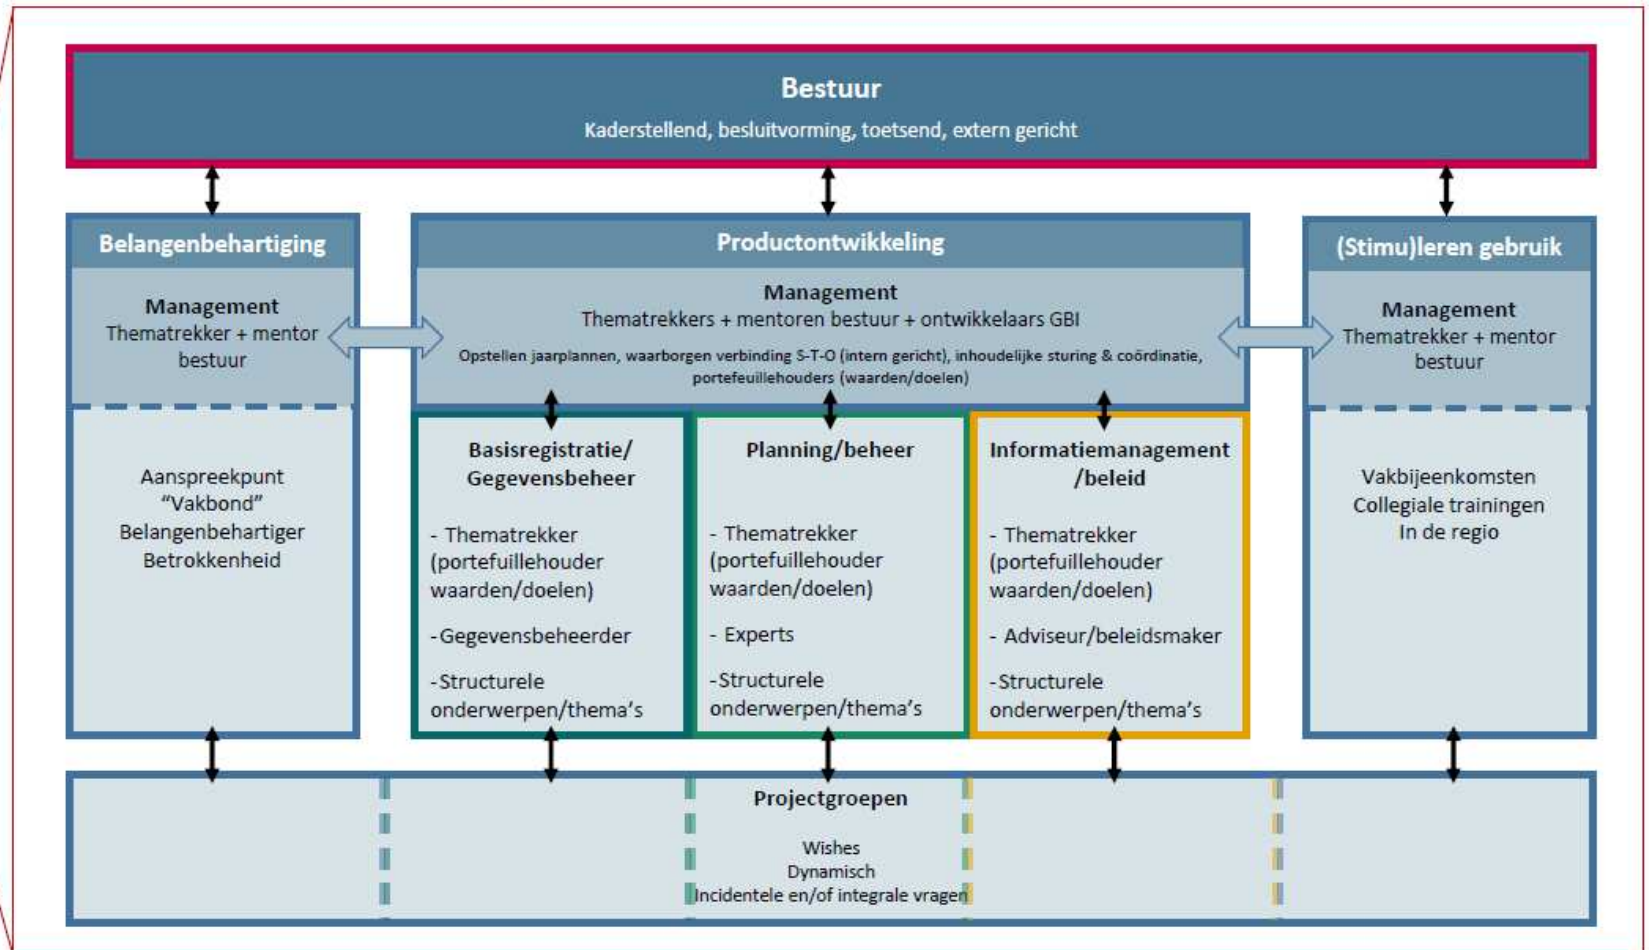 Bestuur
Kaderstellend, besluitvorming, toetsend, extern gericht
Belangenbehartiging
Management
Thematrekker + mentor
bestuur
Aanspreekpunt
“Vakbond”
Belangenbehartiger
Betrokkenheid
Productontwikkeling
Management
Thematrekkers + mentoren bestuur + ontwikkelaars GBI
Opstellen jaarplannen, waarborgen verbinding S-T-O (intern gericht), inhoudelijke sturing & coördinatie,
portefeuillehouders (waarden/doelen)
Basisregistratie/
Gegevensbeheer
- Thematrekker
(portefuillehouder
waarden/doelen)
-Gegevensbeheerder
-Structurele
onderwerpen/thema’s
Planning/beheer
- Thematrekker
(portefuillehouder
waarden/doelen)
- Experts
-Structurele
onderwerpen/thema’s
Informatiemanagement
/beleid
- Thematrekker
(portefuillehouder
waarden/doelen)
- Adviseur/beleidsmaker
-Structurele
onderwerpen/thema’s
(Stimu)leren gebruik
Management
Thematrekker + mentor
bestuur
Vakbijeenkomsten
Collegiale trainingen
In de regio
Projectgroepen
Wishes
Dynamisch
Incidentele en/of integrale vragen